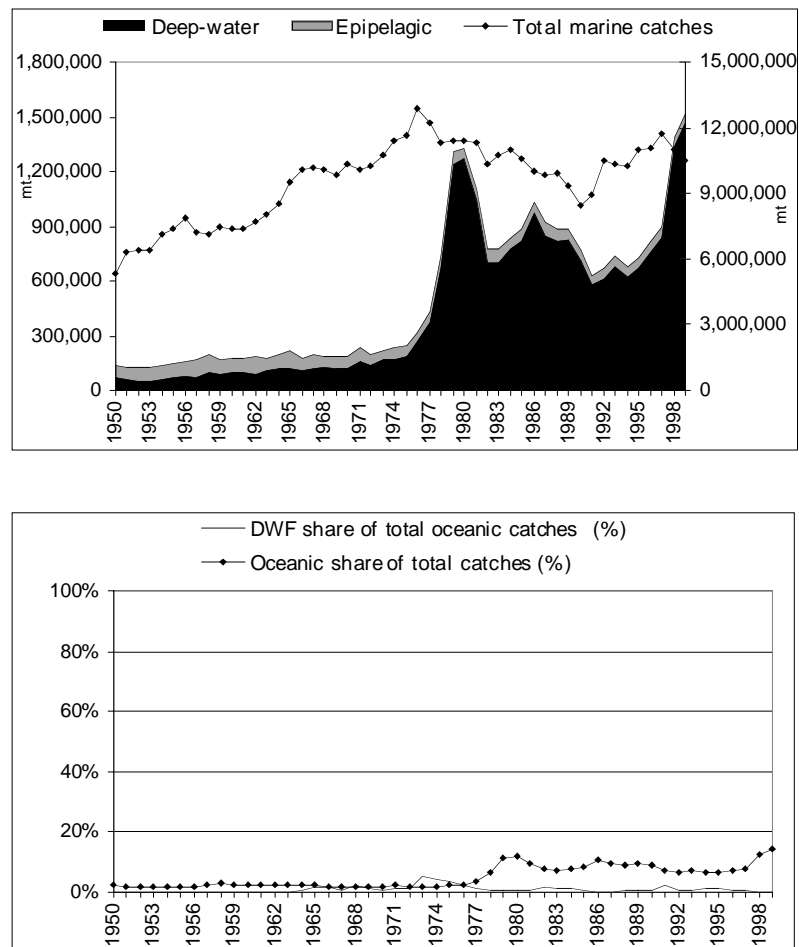 Deep-water Epipelagic Total marine catches
1,800,000 15,000,000
1,500,000 12,000,000
1,200,000 9,000,000
mt mt
900,000 6,000,000
600,000
300,000 3,000,000
0 0
1950 1953 1956 1959 1962 1965 1968 1971 1974 1977 1980 1983 1986 1989 1992 1995 1998
DWF share of total oceanic catches (%)
Oceanic share of total catches (%)
100%
80%
60%
40%
20%
0%
1950 1953 1956 1959 1962 1965 1968 1971 1974 1977 1980 1983 1986 1989 1992 1995 1998